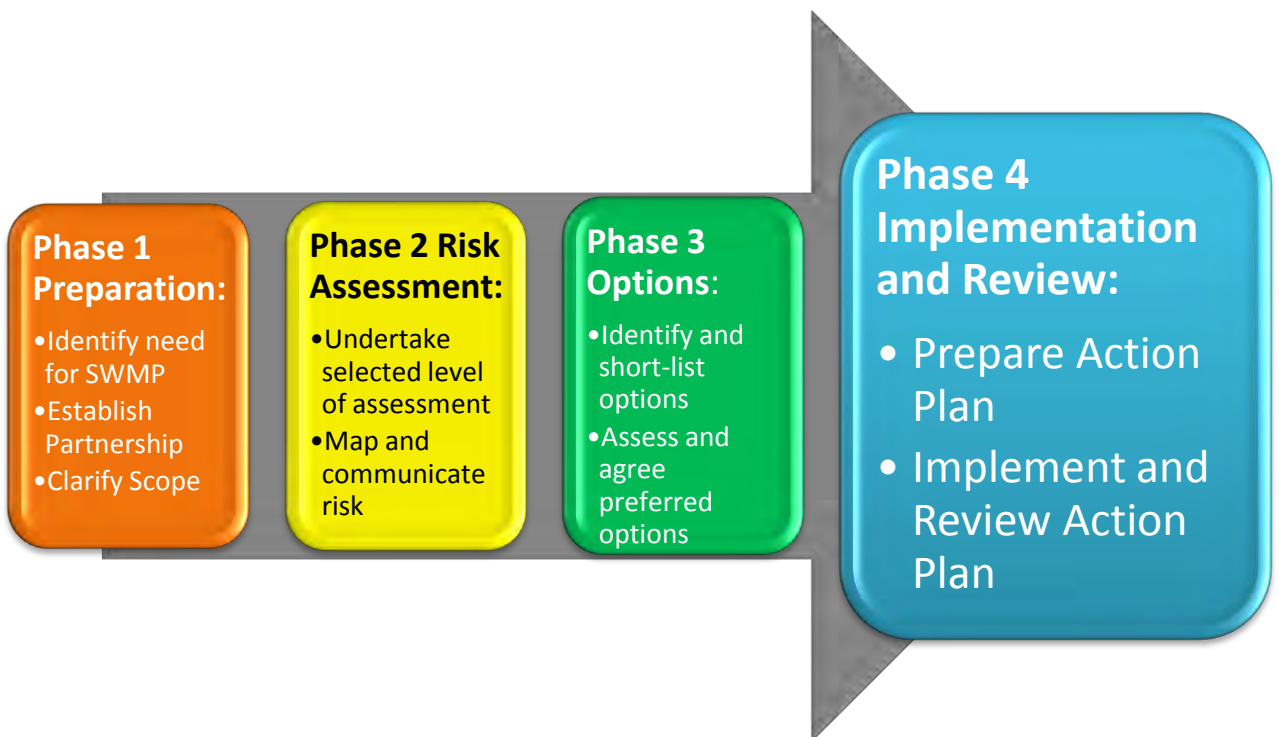 Phase 1
Preparation:
•Identify need
for SWMP
•Establish
Partnership
•Clarify Scope
Phase 2 Risk
Assessment:
•Undertake
selected level
of assessment
•Map and
communicate
risk
Phase 3
Options:
•Identify and
short-list
options
•Assess and
agree
preferred
options
Phase 4
Implementation
and Review:
• Prepare Action
Plan
• Implement and
Review Action
Plan